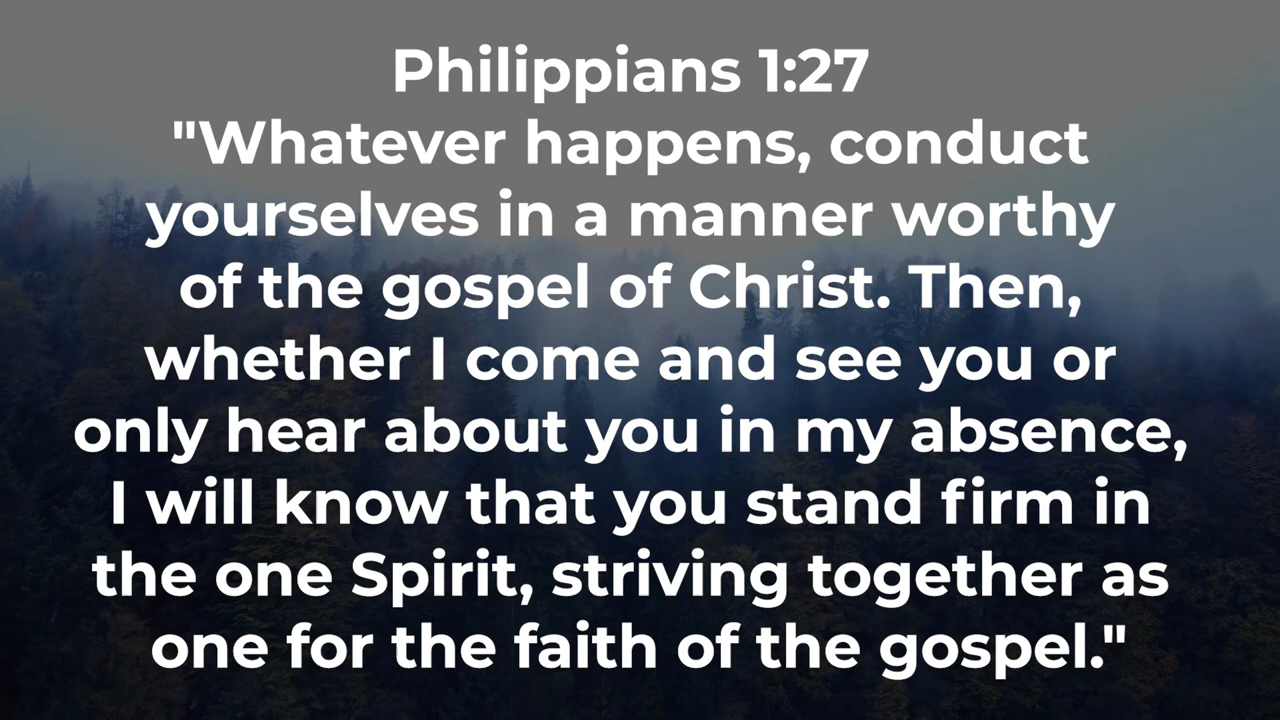 Philippians 1:27
"Whatever happens, conduct
yourselves in a manner worthy
of the gospel of Christ. Then,
whether I come and see you or
only hear about you in my absence,
I will know that you stand firm in
the one Spirit, striving together as
one for the faith of the gospel."